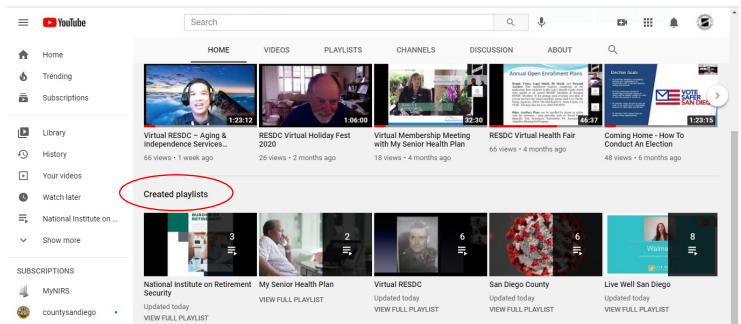 YouTube
Search
HOME VIDEOS PLAYLISTS CHANNELS DISCUSSION ABOUT
Home
Trending
Subscriptions
Library
History
Your videos
Watch later
National Institute on ...
Show more
SUBSCRIPTIONS
MyNIRS
countysandiego
1:23:12
1:06:00
32:30
Annual Open Enrollment Plans
46:37
Decline Goals
VOTE
SAFER
SAN DIEGO
1:23:15
Virtual RESDC – Aging &
Independence Services...
66 views • 1 week ago
RESDC Virtual Holiday Fest
2020
26 views • 2 months ago
Virtual Membership Meeting
with My Senior Health Plan
18 views • 4 months ago
RESDC Virtual Health Fair
66 views • 4 months ago
Coming Home - How To
Conduct An Election
48 views • 6 months ago
Created playlists
3
2
6
6
Walma
8
National Institute on Retirement
Security
Updated today
VIEW FULL PLAYLIST
My Senior Health Plan
VIEW FULL PLAYLIST
Virtual RESDC
Updated today
VIEW FULL PLAYLIST
San Diego County
Updated today
VIEW FULL PLAYLIST
Live Well San Diego
Updated today
VIEW FULL PLAYLIST